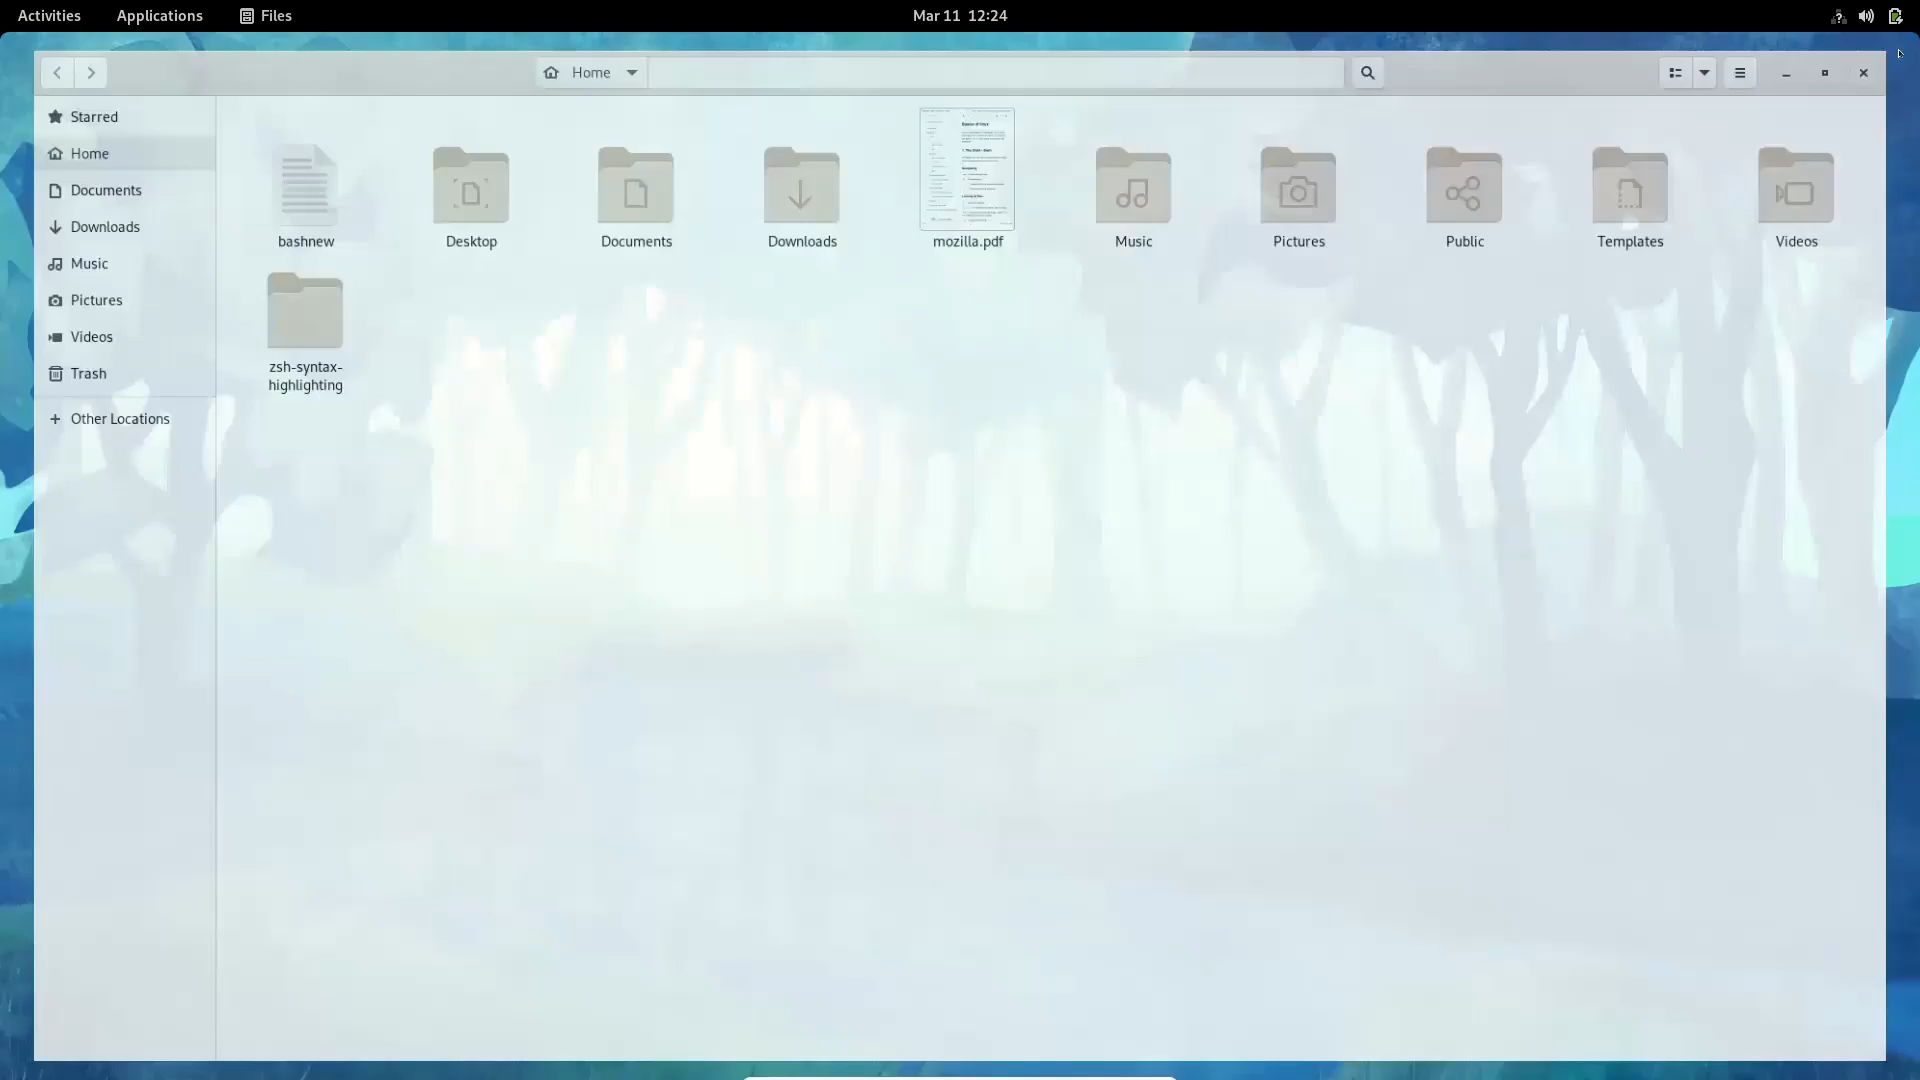 Activities
Applications
Files
Mar 11 12:24
Home
Starred
Home
Documents
Downloads
Music
Pictures
Videos
Trash
Other Locations
bashnew
Desktop
Documents
Downloads
mozilla.pdf
Music
Pictures
Public
Templates
Videos
zsh-syntax-
highlighting